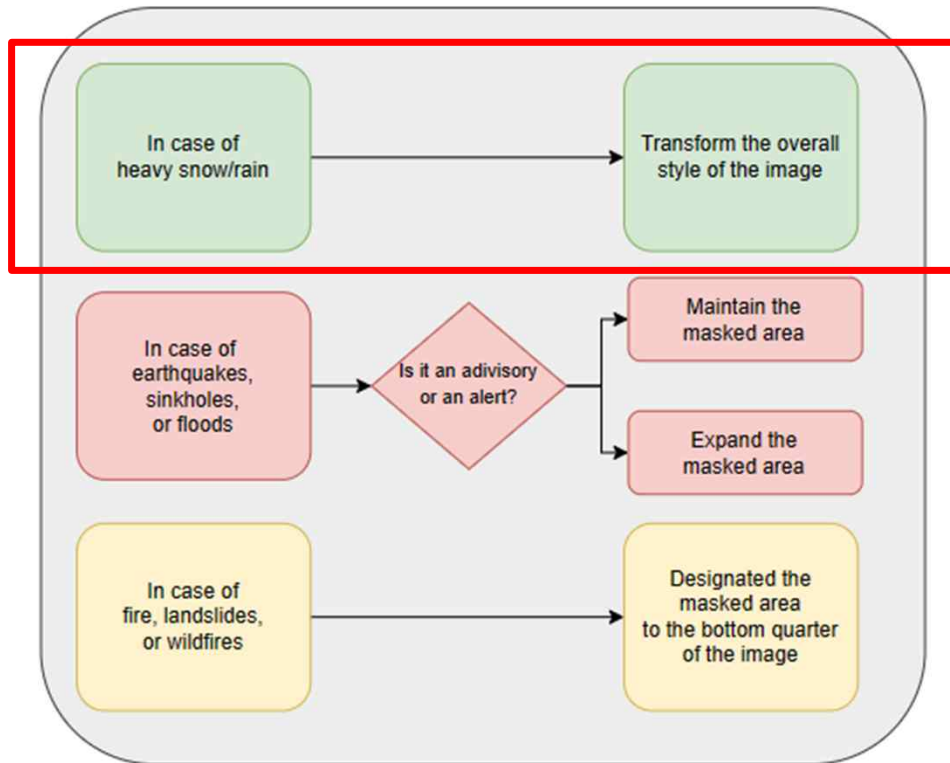 In case of
heavy snow/rain
Transform the overall
style of the image
In case of
earthquakes,
sinkholes,
or floods
Is it an adivisory
or an alert?
Maintain the
masked area
Expand the
masked area
In case of
fire, landslides,
or wildfires
Designated the
masked area
to the bottom quarter
of the image